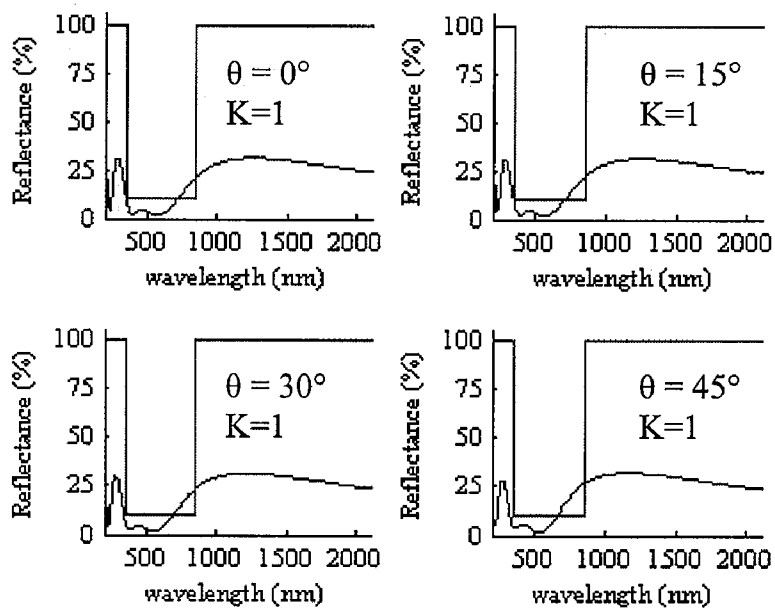 100
75
50
25
0
Reflectance (%)
θ = 0°
K=1
500 1000 1500 2000
wavelength (nm)
100
75
50
25
0
Reflectance (%)
θ = 15°
K=1
500 1000 1500 2000
wavelength (nm)
100
75
50
25
0
Reflectance (%)
θ = 30°
K=1
500 1000 1500 2000
wavelength (nm)
100
75
50
25
0
Reflectance (%)
θ = 45°
K=1
500 1000 1500 2000
wavelength (nm)